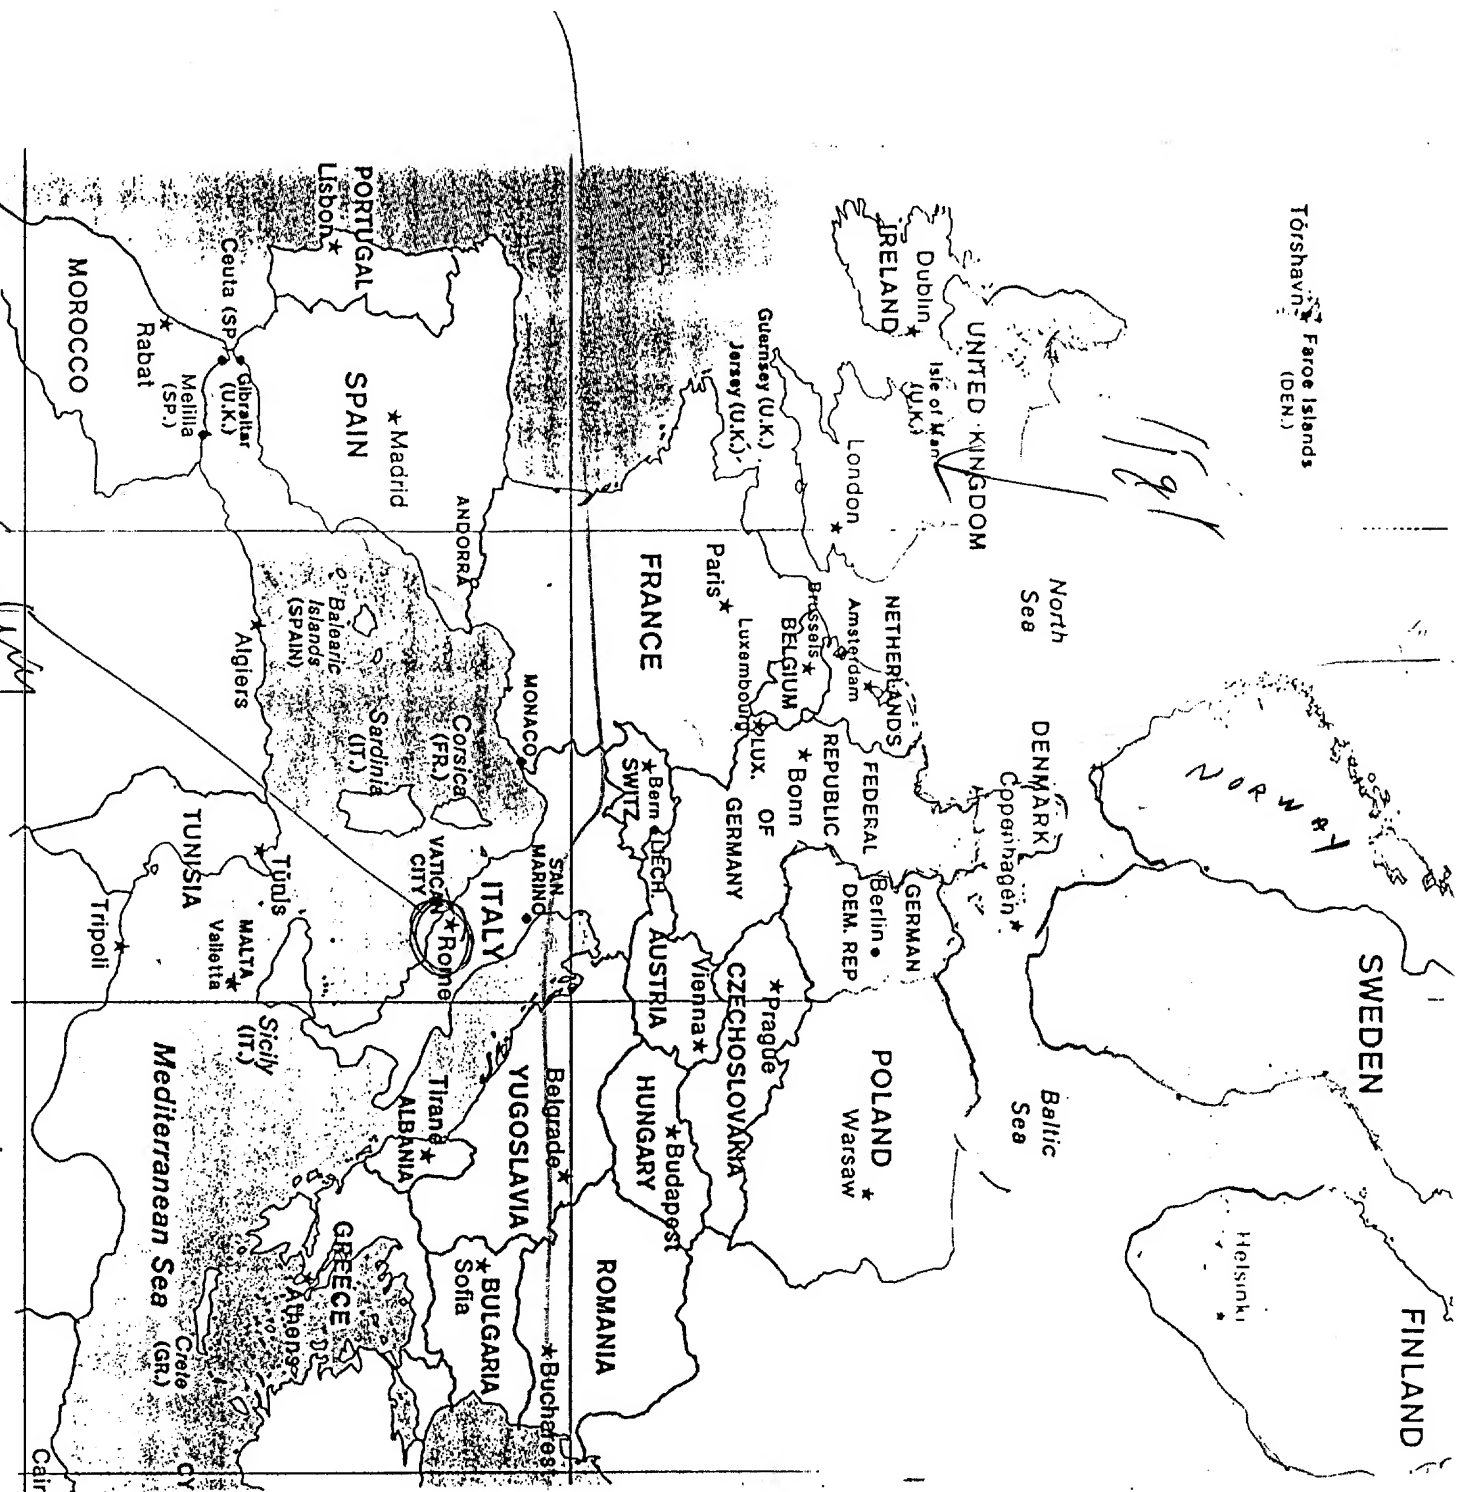 Tórshavn
Faroe Islands
(DEN.)
NORWAY
SWEDEN
FINLAND
Helsinki
North
Sea
Baltic
Sea
UNITED KINGDOM
Isle of Man
(U.K.)
IRELAND
Dublin
London
DENMARK
Copenhagen
NETHERLANDS
Amsterdam
Brussels
BELGIUM
Luxembourg
LUX.
Guernsey (U.K.)
Jersey (U.K.)
FEDERAL
REPUBLIC
OF
GERMANY
Bonn
GERMAN
DEM. REP
Berlin
POLAND
Warsaw
Paris
FRANCE
Prague
CZECHOSLOVAKIA
Bern
SWITZ
LIECH.
AUSTRIA
Vienna
HUNGARY
Budapest
ROMANIA
Bucharest
MONACO
SAN
MARINO
ITALY
VATICAN
CITY
Rome
YUGOSLAVIA
Belgrade
BULGARIA
Sofia
Tirane
ALBANIA
GREECE
Athens
Crete
(GR.)
ANDORRA
Corsica
(FR.)
Sardinia
(IT.)
Sicily
(IT.)
PORTUGAL
Lisbon
SPAIN
Madrid
Balearic
Islands
(SPAIN)
Gibraltar
(U.K.)
Ceuta (SP
Melilla
(SP.)
MOROCCO
Rabat
Algiers
TUNISIA
Tunis
MALTA
Valletta
Tripoli
Mediterranean Sea
CY
Cair